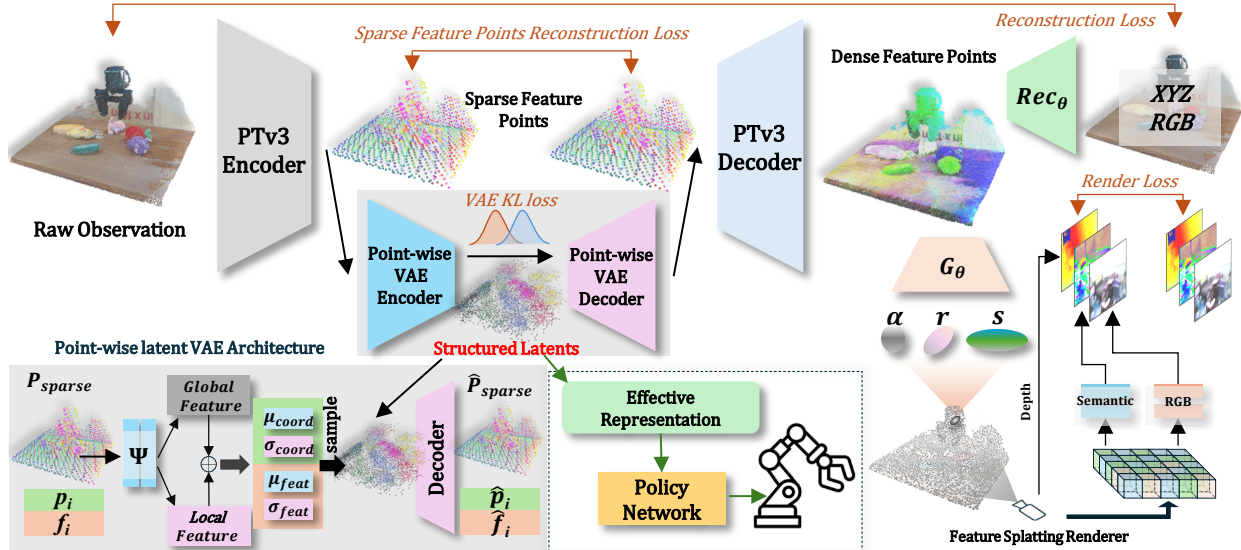 Reconstruction Loss
Sparse Feature Points Reconstruction Loss
Dense Feature Points
Rec_θ
XYZ
RGB
PTv3
Encoder
Sparse Feature
Points
PTv3
Decoder
Raw Observation
VAE KL loss
Render Loss
Point-wise
VAE
Encoder
Point-wise
VAE
Decoder
G_θ
α r s
Structured Latents
Point-wise latent VAE Architecture
P_sparse
Global
Feature
Ψ
Local
Feature
p_i
f_i
μ_coord
σ_coord
μ_feat
σ_feat
sample
Decoder
P̂_sparse
p̂_i
f̂_i
Effective
Representation
Policy
Network
Depth
Semantic
RGB
Feature Splatting Renderer